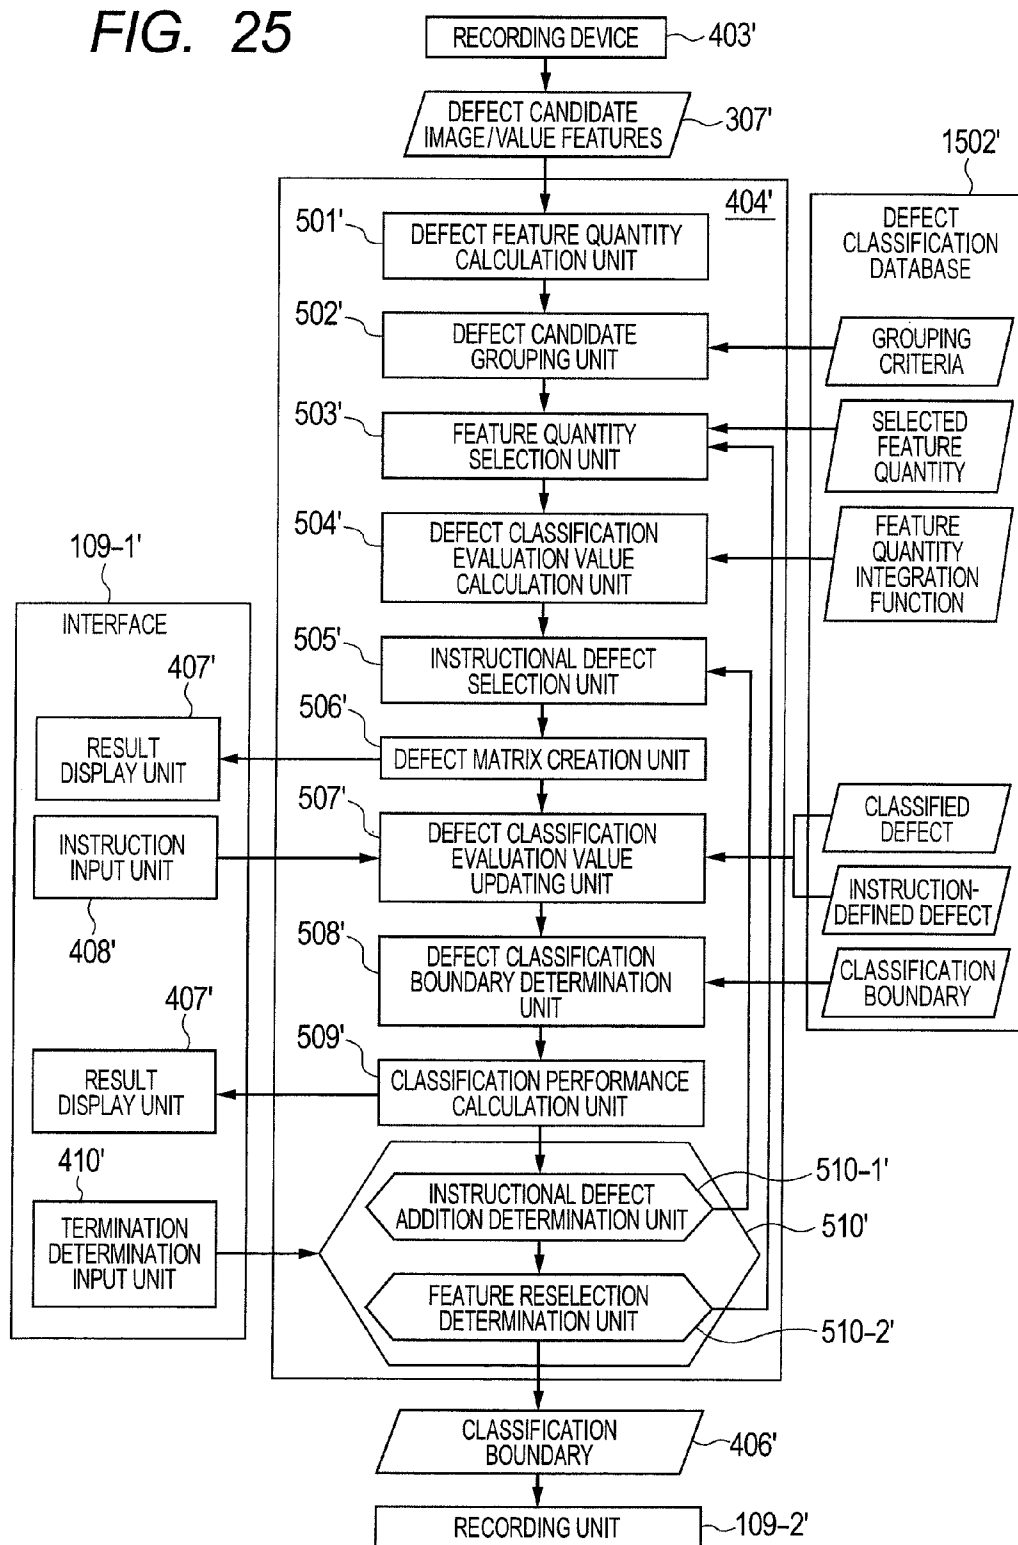 FIG. 25
RECORDING DEVICE
403'
DEFECT CANDIDATE
IMAGE/VALUE FEATURES
307'
1502'
404'
DEFECT
CLASSIFICATION
DATABASE
501'
DEFECT FEATURE QUANTITY
CALCULATION UNIT
502'
DEFECT CANDIDATE
GROUPING UNIT
GROUPING
CRITERIA
503'
FEATURE QUANTITY
SELECTION UNIT
SELECTED
FEATURE
QUANTITY
504'
DEFECT CLASSIFICATION
EVALUATION VALUE
CALCULATION UNIT
FEATURE
QUANTITY
INTEGRATION
FUNCTION
109-1'
INTERFACE
505'
INSTRUCTIONAL DEFECT
SELECTION UNIT
407'
RESULT
DISPLAY UNIT
506'
DEFECT MATRIX CREATION UNIT
507'
DEFECT CLASSIFICATION
EVALUATION VALUE
UPDATING UNIT
INSTRUCTION
INPUT UNIT
408'
CLASSIFIED
DEFECT
INSTRUCTION-
DEFINED DEFECT
508'
DEFECT CLASSIFICATION
BOUNDARY DETERMINATION
UNIT
CLASSIFICATION
BOUNDARY
407'
RESULT
DISPLAY UNIT
509'
CLASSIFICATION PERFORMANCE
CALCULATION UNIT
410'
TERMINATION
DETERMINATION
INPUT UNIT
INSTRUCTIONAL DEFECT
ADDITION DETERMINATION UNIT
510-1'
510'
FEATURE RESELECTION
DETERMINATION UNIT
510-2'
CLASSIFICATION
BOUNDARY
406'
RECORDING UNIT
109-2'